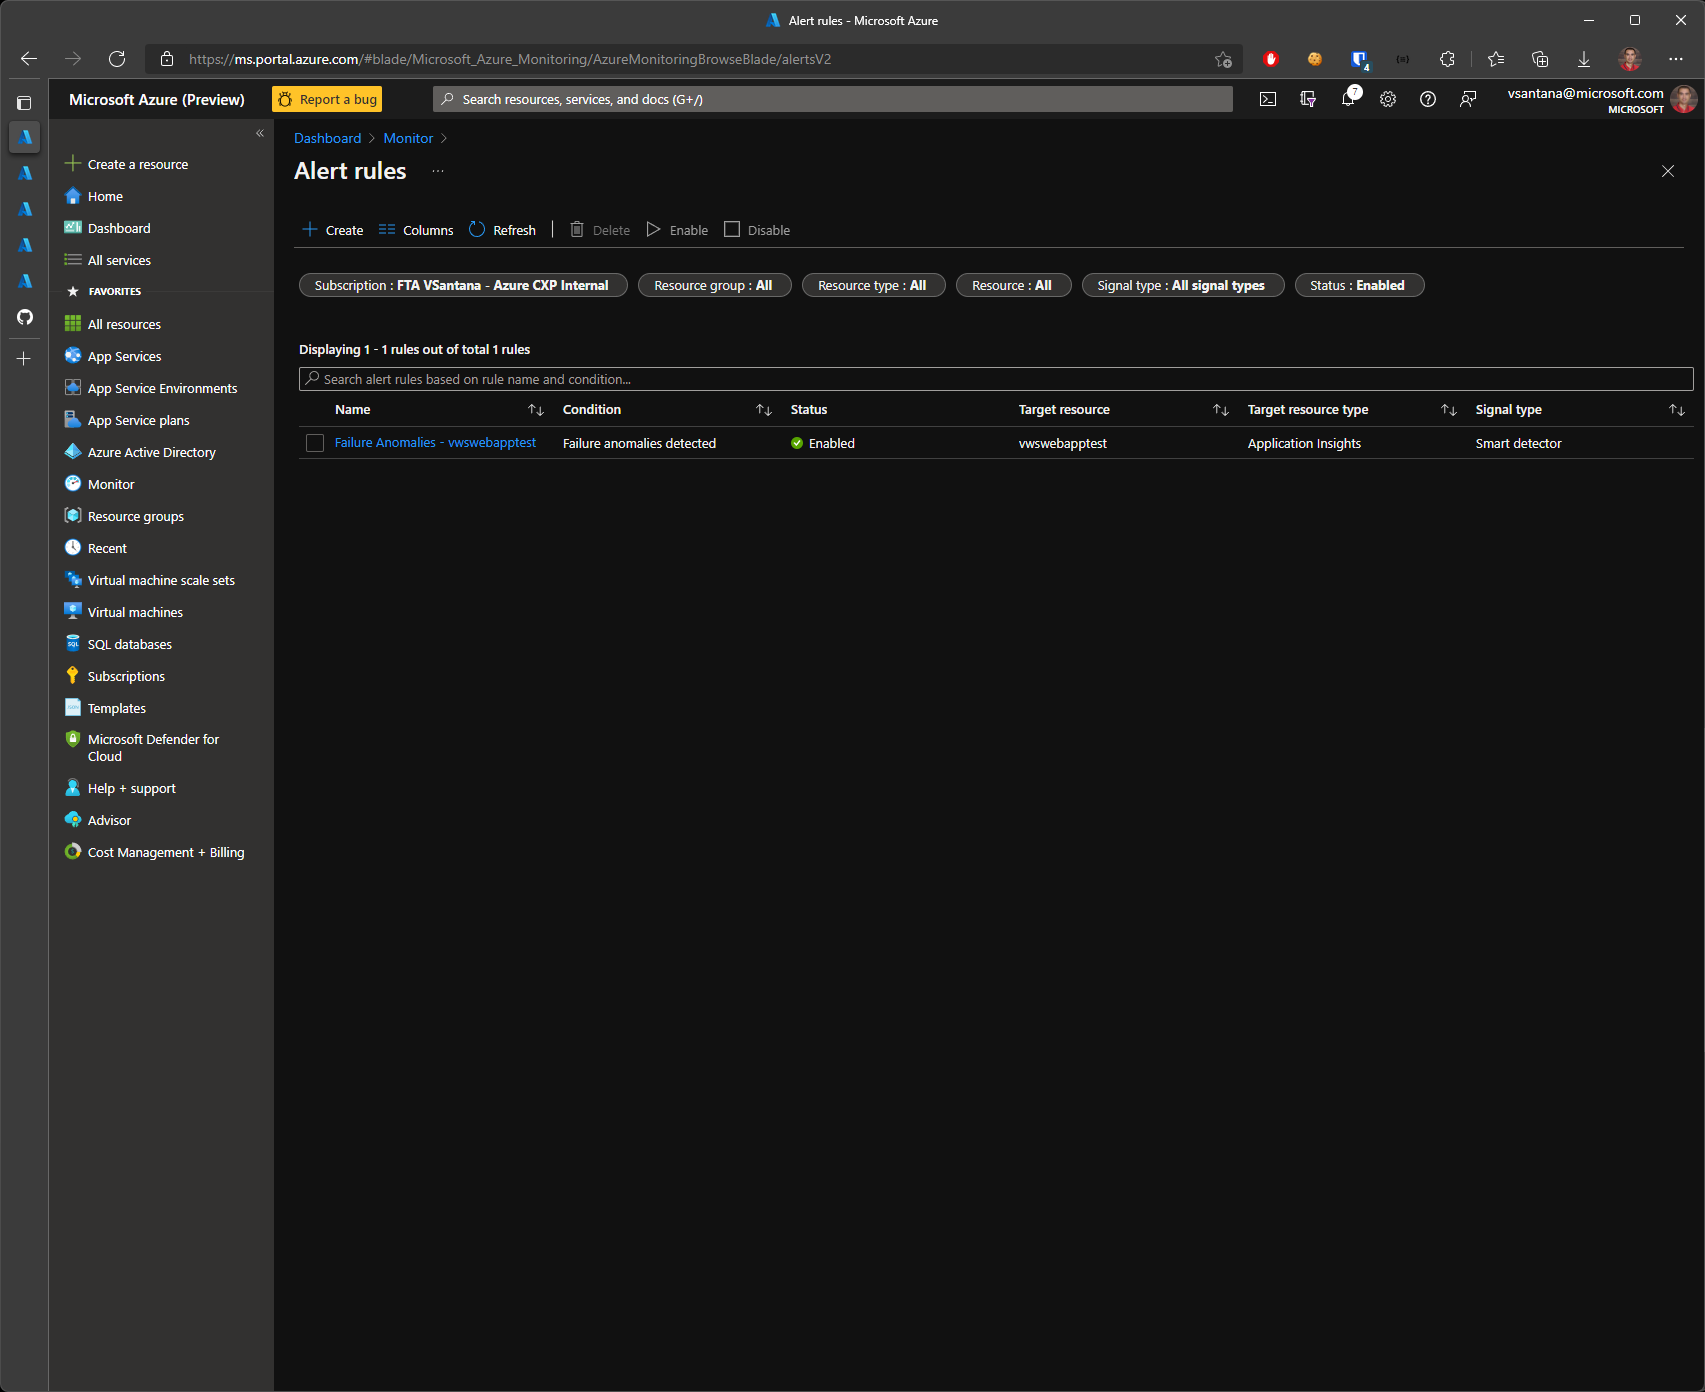 Alert rules - Microsoft Azure
https://ms.portal.azure.com/#blade/Microsoft_Azure_Monitoring/AzureMonitoringBrowseBlade/alertsV2
4
Microsoft Azure (Preview)
Report a bug
Search resources, services, and docs (G+/)
7
vsantana@microsoft.com
MICROSOFT
Create a resource
Home
Dashboard
All services
FAVORITES
All resources
App Services
App Service Environments
App Service plans
Azure Active Directory
Monitor
Resource groups
Recent
Virtual machine scale sets
Virtual machines
SQL
SQL databases
Subscriptions
Templates
Microsoft Defender for
Cloud
Help + support
Advisor
Cost Management + Billing
Dashboard > Monitor >
Alert rules ...
Create Columns Refresh Delete Enable Disable
Subscription : FTA VSantana - Azure CXP Internal
Resource group : All
Resource type : All
Resource : All
Signal type : All signal types
Status : Enabled
Displaying 1 - 1 rules out of total 1 rules
Search alert rules based on rule name and condition...
Name Condition Status Target resource Target resource type Signal type
Failure Anomalies - vwswebapptest Failure anomalies detected Enabled vwswebapptest Application Insights Smart detector